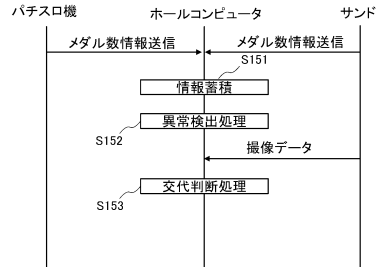 パチスロ機
ホールコンピュータ
サンド
メダル数情報送信
メダル数情報送信
S151
情報蓄積
異常検出処理
S152
撮像データ
交代判断処理
S153